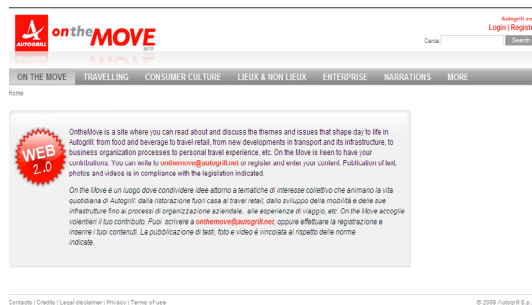 AUTOGRILL
on the MOVE
BETA
Login | Registe
Cerca
Search
ON THE MOVE TRAVELLING CONSUMER CULTURE LIEUX & NON LIEUX ENTERPRISE NARRATIONS MORE
Home
WEB 2.0
OntheMove is a site where you can read about and discuss the themes and issues that shape day to life in
Autogrill: from food and beverage to travel retail, from new developments in transport and its infrastructure, to
business organization processes to personal travel experience, etc. On the Move is keen to have your
contributions. You can write to onthemove@autogrill.net or register and enter your content. Publication of text,
photos and videos is in compliance with the legislation indicated.
On the Move è un luogo dove condividere idee attorno a tematiche di interesse collettivo che animano la vita
quotidiana di Autogrill: dalla ristorazione fuori casa al travel retail, dallo sviluppo della mobilità e delle sue
infrastrutture fino ai processi di organizzazione aziendale, alle esperienze di viaggio, etc. On the Move accoglie
volentieri il tuo contributo. Puoi scrivere a onthemove@autogrill.net, oppure effettuare la registrazione e
inserire i tuoi contenuti. La pubblicazione di testi, foto e video è vincolata al rispetto delle norme
indicate.
Contacts | Credits | Legal disclaimer | Privacy | Terms of use
© 2009 Autogrill S.p.